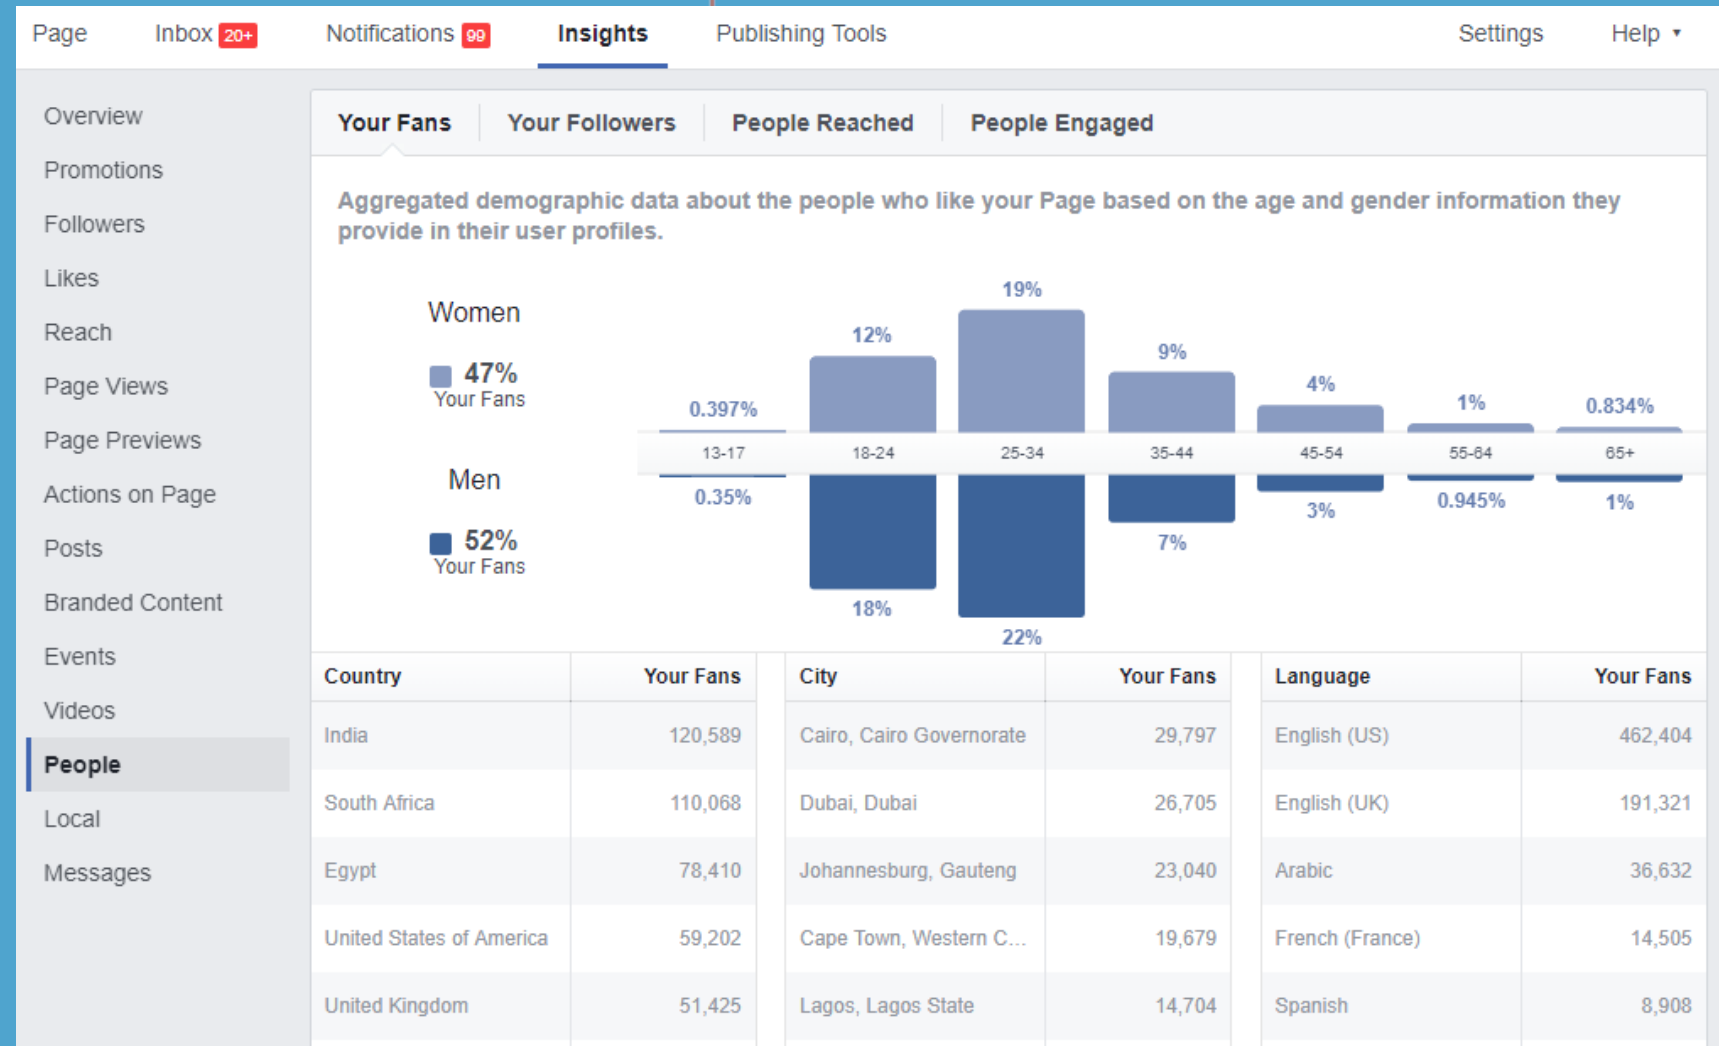 Page Inbox 20+ Notifications 99 Insights Publishing Tools Settings Help
Overview
Promotions
Followers
Likes
Reach
Page Views
Page Previews
Actions on Page
Posts
Branded Content
Events
Videos
People
Local
Messages
Your Fans Your Followers People Reached People Engaged
Aggregated demographic data about the people who like your Page based on the age and gender information they
provide in their user profiles.
Women
47%
Your Fans
0.397% 12% 19% 9% 4% 1% 0.834%
13-17 18-24 25-34 35-44 45-54 55-64 65+
Men
52%
Your Fans
0.35% 18% 22% 7% 3% 0.945% 1%
Country Your Fans
India 120,589
South Africa 110,068
Egypt 78,410
United States of America 59,202
United Kingdom 51,425
City Your Fans
Cairo, Cairo Governorate 29,797
Dubai, Dubai 26,705
Johannesburg, Gauteng 23,040
Cape Town, Western C... 19,679
Lagos, Lagos State 14,704
Language Your Fans
English (US) 462,404
English (UK) 191,321
Arabic 36,632
French (France) 14,505
Spanish 8,908